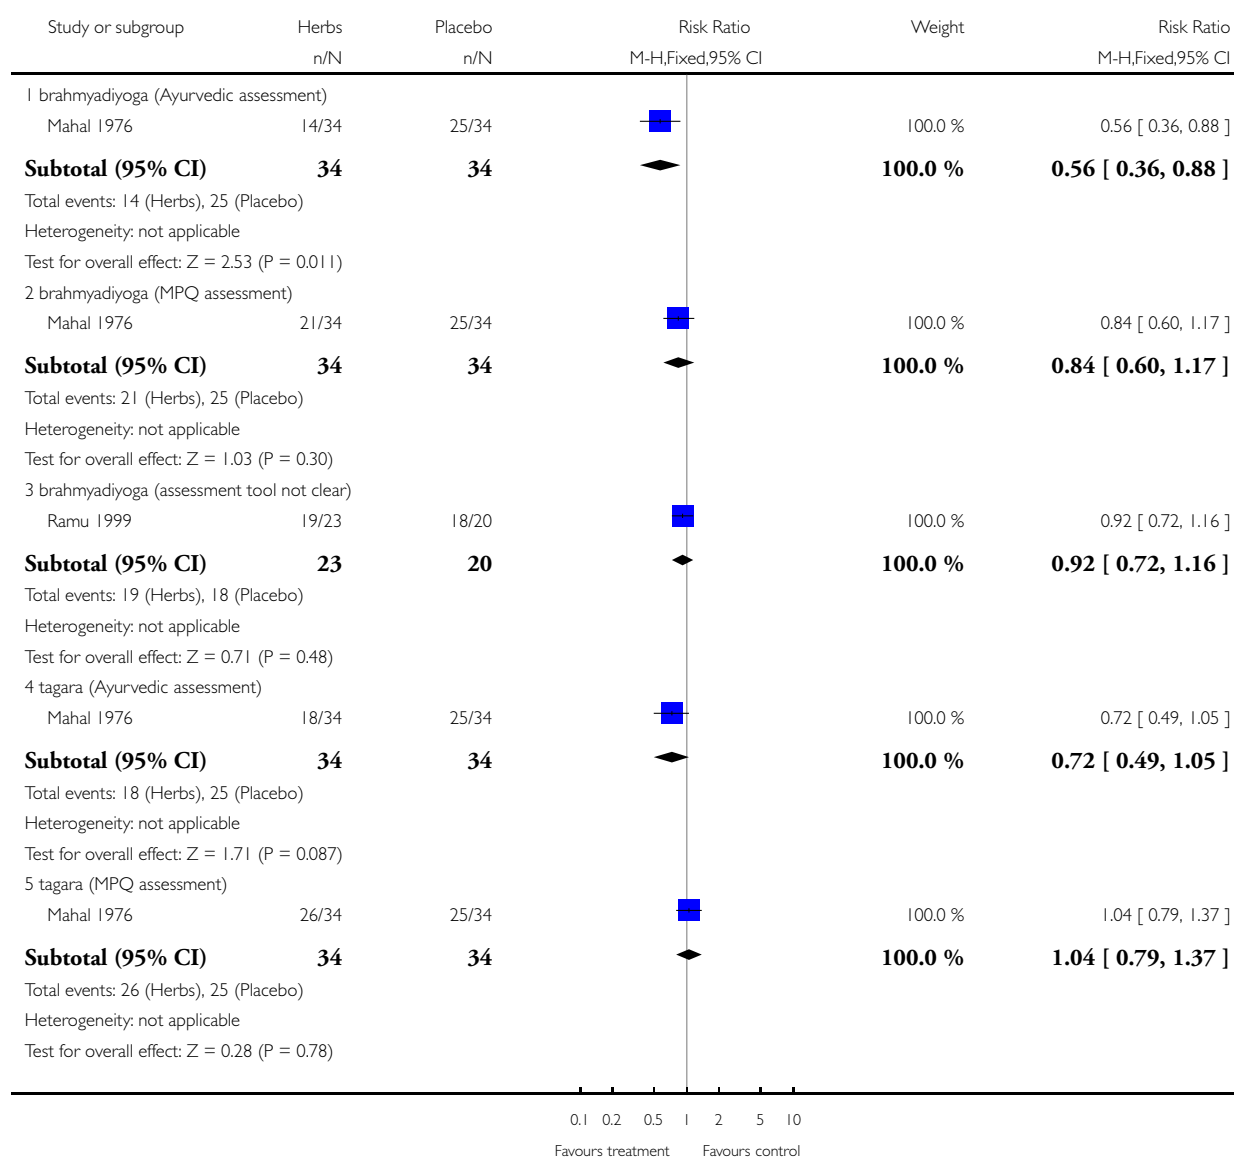 Study or subgroup Herbs Placebo Risk Ratio Weight Risk Ratio
n/N n/N M-H,Fixed,95% CI M-H,Fixed,95% CI
1 brahmyadiyoga (Ayurvedic assessment)
Mahal 1976 14/34 25/34 100.0 % 0.56 [ 0.36, 0.88 ]
Subtotal (95% CI) 34 34 100.0 % 0.56 [ 0.36, 0.88 ]
Total events: 14 (Herbs), 25 (Placebo)
Heterogeneity: not applicable
Test for overall effect: Z = 2.53 (P = 0.011)
2 brahmyadiyoga (MPQ assessment)
Mahal 1976 21/34 25/34 100.0 % 0.84 [ 0.60, 1.17 ]
Subtotal (95% CI) 34 34 100.0 % 0.84 [ 0.60, 1.17 ]
Total events: 21 (Herbs), 25 (Placebo)
Heterogeneity: not applicable
Test for overall effect: Z = 1.03 (P = 0.30)
3 brahmyadiyoga (assessment tool not clear)
Ramu 1999 19/23 18/20 100.0 % 0.92 [ 0.72, 1.16 ]
Subtotal (95% CI) 23 20 100.0 % 0.92 [ 0.72, 1.16 ]
Total events: 19 (Herbs), 18 (Placebo)
Heterogeneity: not applicable
Test for overall effect: Z = 0.71 (P = 0.48)
4 tagara (Ayurvedic assessment)
Mahal 1976 18/34 25/34 100.0 % 0.72 [ 0.49, 1.05 ]
Subtotal (95% CI) 34 34 100.0 % 0.72 [ 0.49, 1.05 ]
Total events: 18 (Herbs), 25 (Placebo)
Heterogeneity: not applicable
Test for overall effect: Z = 1.71 (P = 0.087)
5 tagara (MPQ assessment)
Mahal 1976 26/34 25/34 100.0 % 1.04 [ 0.79, 1.37 ]
Subtotal (95% CI) 34 34 100.0 % 1.04 [ 0.79, 1.37 ]
Total events: 26 (Herbs), 25 (Placebo)
Heterogeneity: not applicable
Test for overall effect: Z = 0.28 (P = 0.78)
0.1 0.2 0.5 1 2 5 10
Favours treatment Favours control